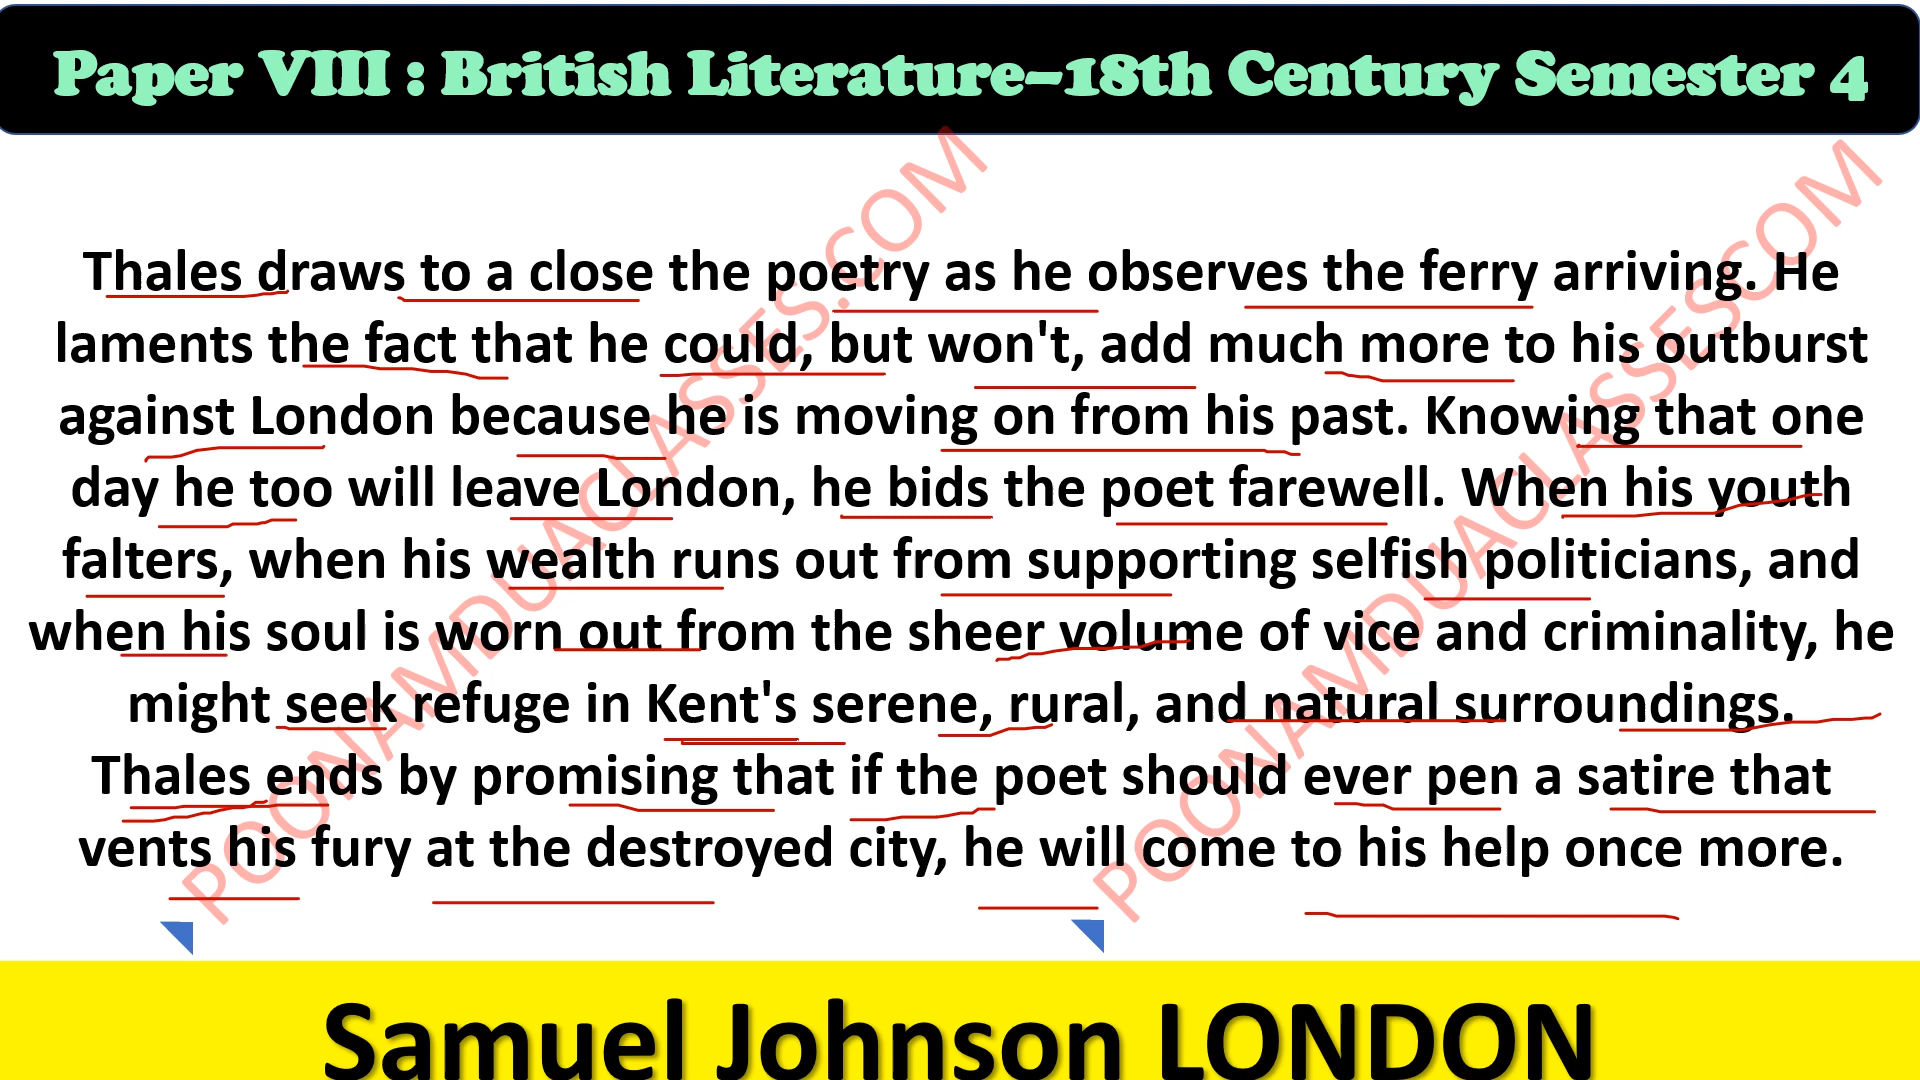 Paper VIII : British Literature–18th Century Semester 4
Thales draws to a close the poetry as he observes the ferry arriving. He
laments the fact that he could, but won't, add much more to his outburst
against London because he is moving on from his past. Knowing that one
day he too will leave London, he bids the poet farewell. When his youth
falters, when his wealth runs out from supporting selfish politicians, and
when his soul is worn out from the sheer volume of vice and criminality, he
might seek refuge in Kent's serene, rural, and natural surroundings.
Thales ends by promising that if the poet should ever pen a satire that
vents his fury at the destroyed city, he will come to his help once more.
POONAMDUACLASSES.COM
POONAMDUACLASSES.COM
Samuel Johnson LONDON